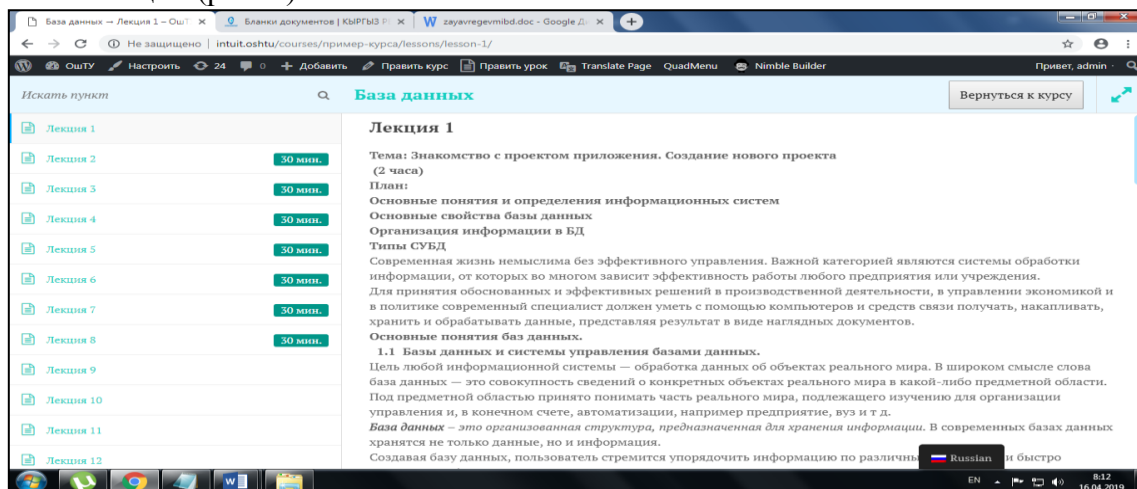 База данных → Лекция 1 – ОшТ
Бланки документов | КЫРГЫЗ Р
zayavregevmibd.doc - Google Д
Не защищено | intuit.oshtu/courses/пример-курса/lessons/lesson-1/
ОшТУ Настроить 24 0 Добавить Править курс Править урок Translate Page QuadMenu Nimble Builder Привет, admin
Искать пункт
База данных
Вернуться к курсу
Лекция 1
Лекция 2 30 мин.
Лекция 3 30 мин.
Лекция 4 30 мин.
Лекция 5 30 мин.
Лекция 6 30 мин.
Лекция 7 30 мин.
Лекция 8 30 мин.
Лекция 9
Лекция 10
Лекция 11
Лекция 12
Лекция 1
Тема: Знакомство с проектом приложения. Создание нового проекта
(2 часа)
План:
Основные понятия и определения информационных систем
Основные свойства базы данных
Организация информации в БД
Типы СУБД
Современная жизнь немыслима без эффективного управления. Важной категорией являются системы обработки
информации, от которых во многом зависит эффективность работы любого предприятия или учреждения.
Для принятия обоснованных и эффективных решений в производственной деятельности, в управлении экономикой и
в политике современный специалист должен уметь с помощью компьютеров и средств связи получать, накапливать,
хранить и обрабатывать данные, представляя результат в виде наглядных документов.
Основные понятия баз данных.
1.1 Базы данных и системы управления базами данных.
Цель любой информационной системы — обработка данных об объектах реального мира. В широком смысле слова
база данных — это совокупность сведений о конкретных объектах реального мира в какой-либо предметной области.
Под предметной областью принято понимать часть реального мира, подлежащего изучению для организации
управления и, в конечном счете, автоматизации, например предприятие, вуз и т д.
База данных – это организованная структура, предназначенная для хранения информации. В современных базах данных
хранятся не только данные, но и информация.
Создавая базу данных, пользователь стремится упорядочить информацию по различны и быстро
Russian
EN
8:12
16.04.2019